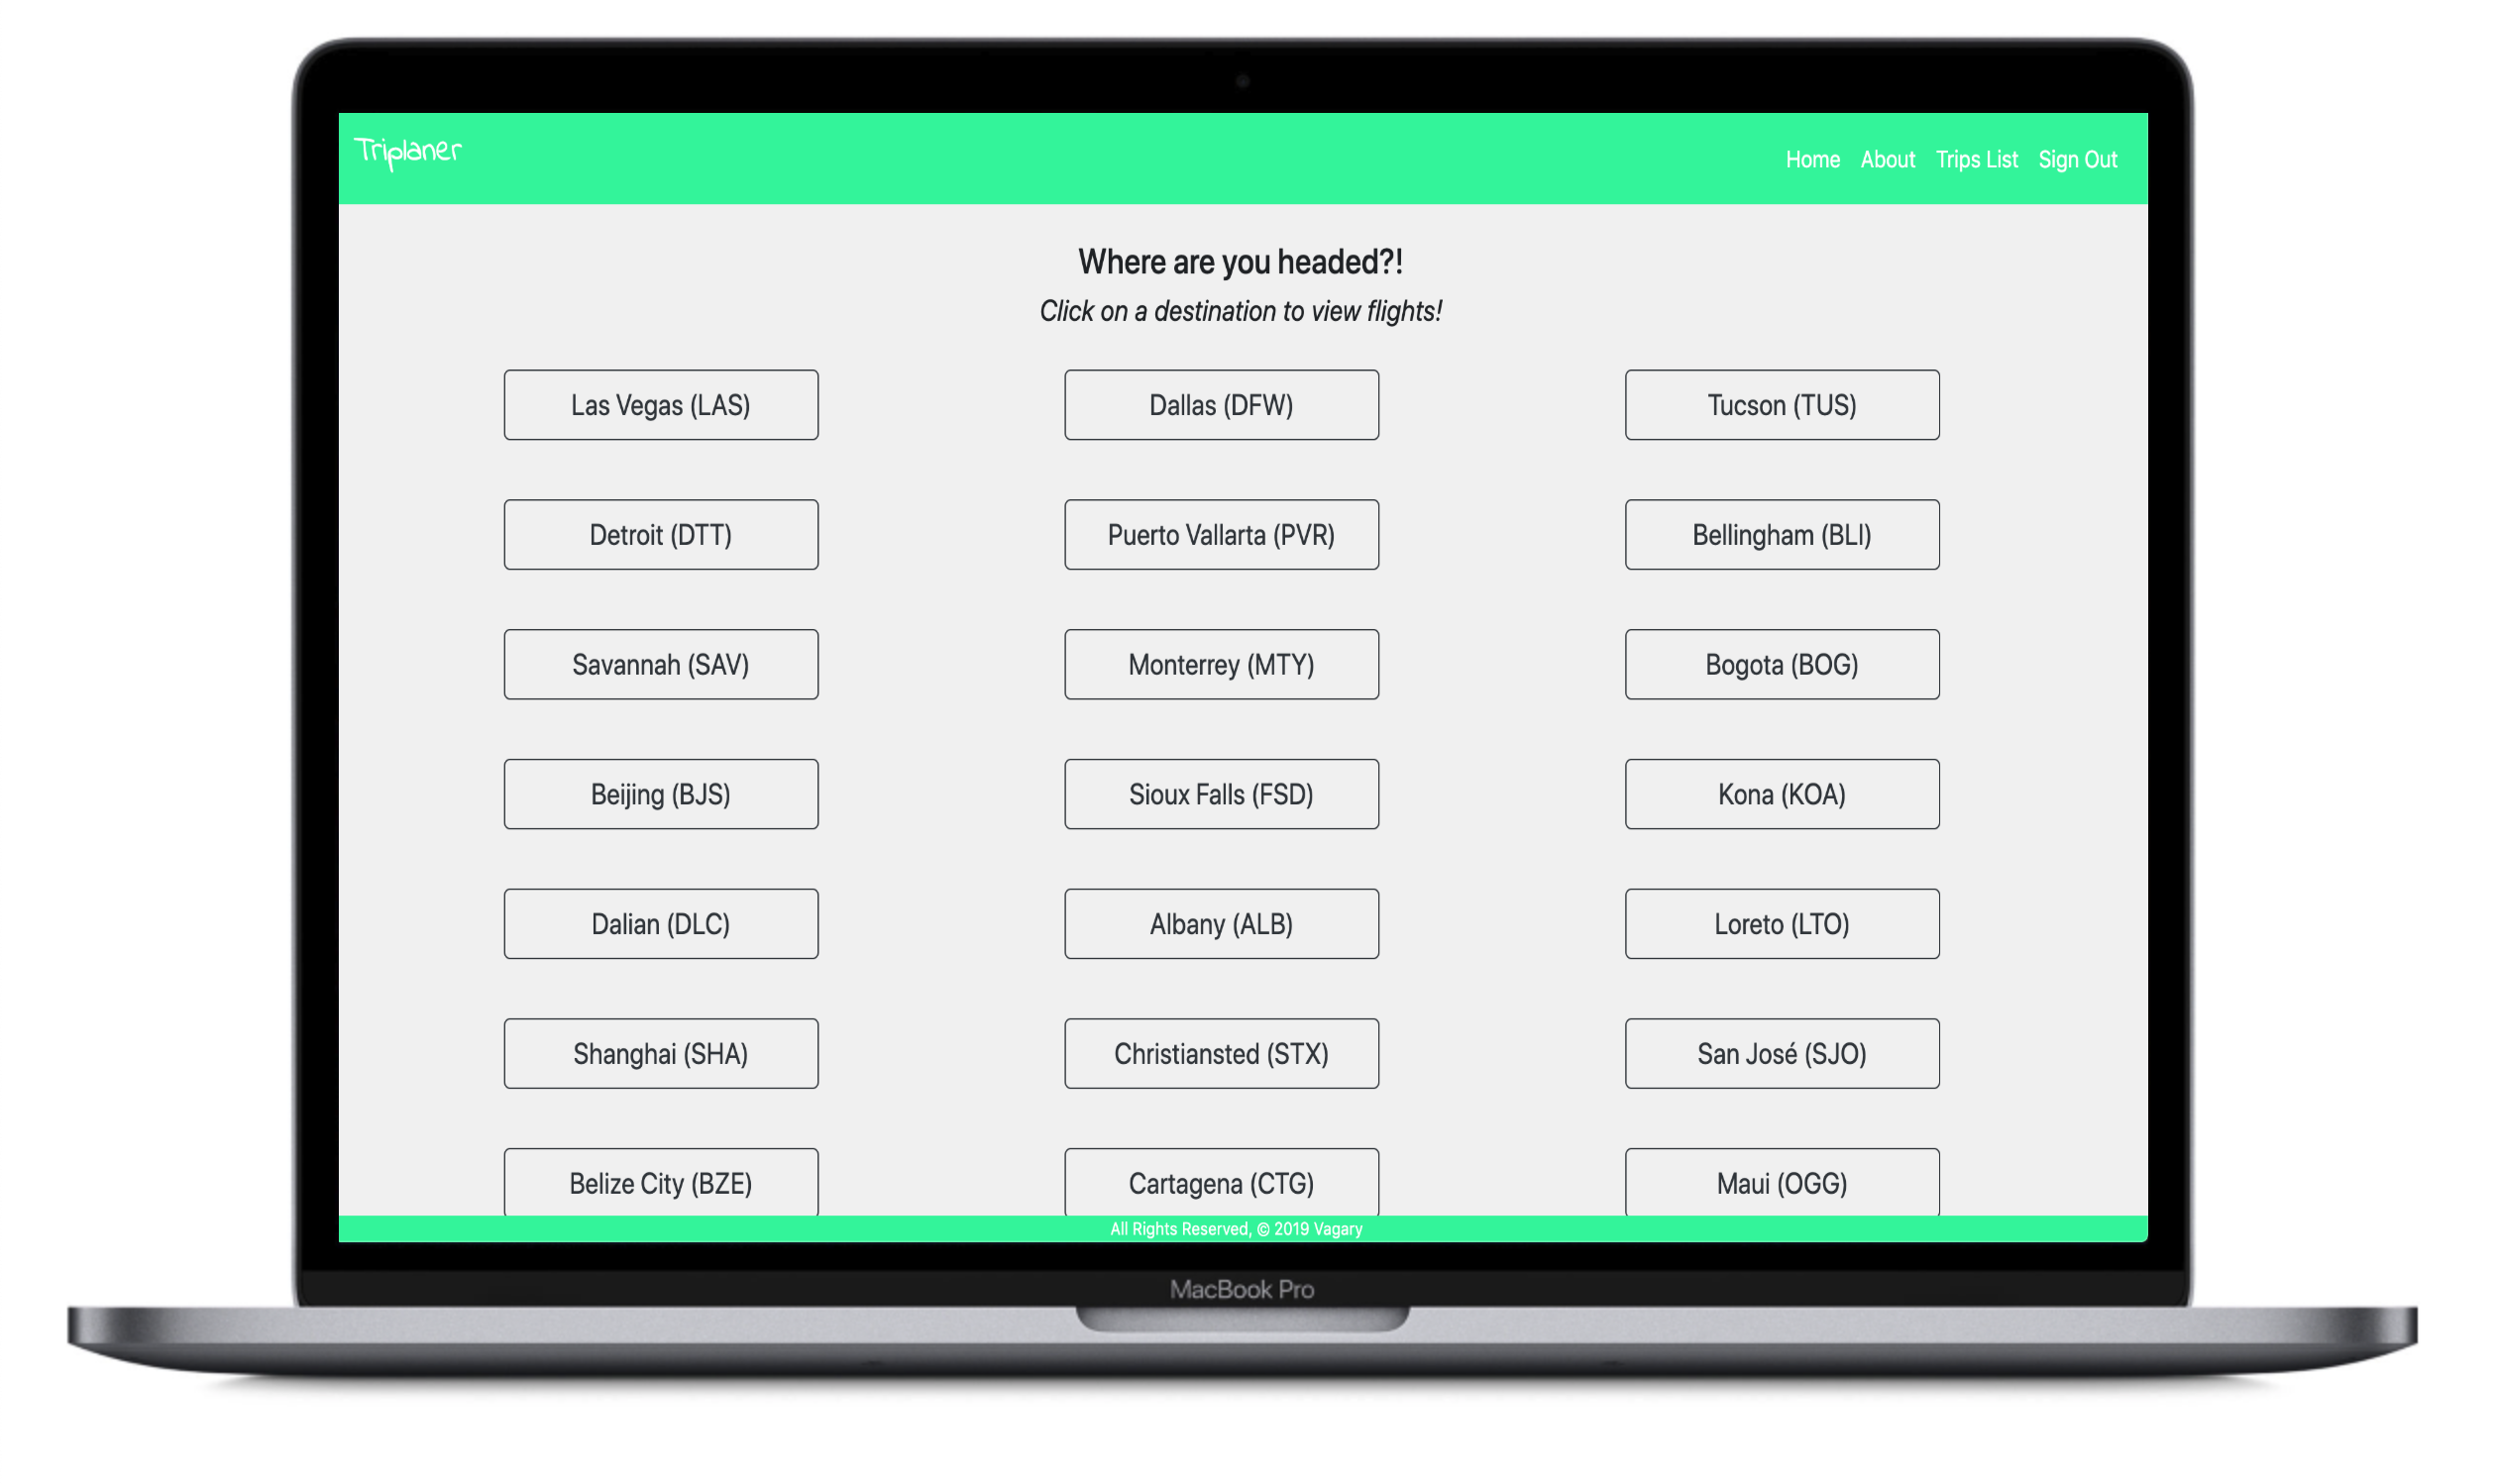 Triplaner
Home About Trips List Sign Out
Where are you headed?!
Click on a destination to view flights!
Las Vegas (LAS) Dallas (DFW) Tucson (TUS)
Detroit (DTT) Puerto Vallarta (PVR) Bellingham (BLI)
Savannah (SAV) Monterrey (MTY) Bogota (BOG)
Beijing (BJS) Sioux Falls (FSD) Kona (KOA)
Dalian (DLC) Albany (ALB) Loreto (LTO)
Shanghai (SHA) Christiansted (STX) San José (SJO)
Belize City (BZE) Cartagena (CTG) Maui (OGG)
All Rights Reserved, © 2019 Vagary
MacBook Pro